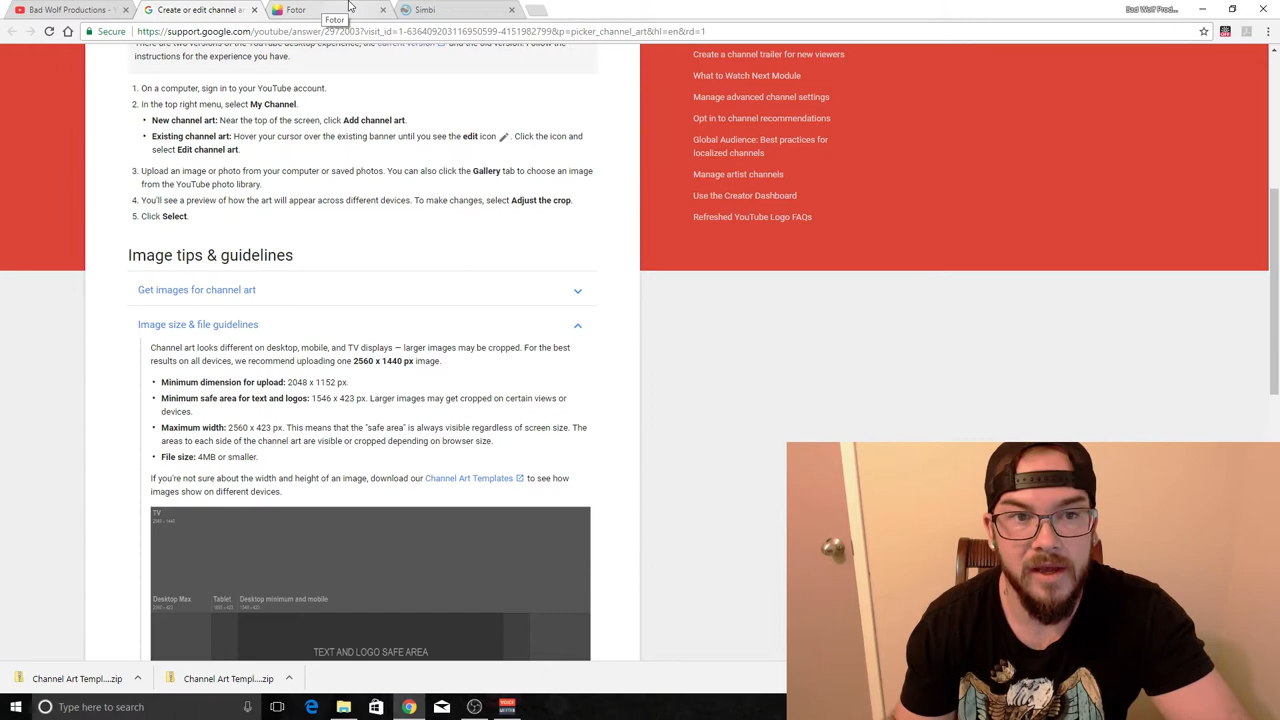 Bad Wolf Productions -
Create or edit channel ar
Fotor
Simbi
Bad Wolf Pro...
Fotor
Secure
https://support.google.com/youtube/answer/2972003?visit_id=1-636409203116590999-4151982799&p=picker_channel_art&hl=en&rd=1
instructions for the experience you have.
1. On a computer, sign in to your YouTube account.
2. In the top right menu, select My Channel.
• New channel art: Near the top of the screen, click Add channel art.
• Existing channel art: Hover your cursor over the existing banner until you see the edit icon . Click the icon and
select Edit channel art.
3. Upload an image or photo from your computer or saved photos. You can also click the Gallery tab to choose an image
from the YouTube photo library.
4. You'll see a preview of how the art will appear across different devices. To make changes, select Adjust the crop.
5. Click Select.
Image tips & guidelines
Get images for channel art
Image size & file guidelines
Channel art looks different on desktop, mobile, and TV displays — larger images may be cropped. For the best
results on all devices, we recommend uploading one 2560 x 1440 px image.
• Minimum dimension for upload: 2048 x 1152 px.
• Minimum safe area for text and logos: 1546 x 423 px. Larger images may get cropped on certain views or
devices.
• Maximum width: 2560 x 423 px. This means that the "safe area" is always visible regardless of screen size. The
areas to each side of the channel art are visible or cropped depending on browser size.
• File size: 4MB or smaller.
If you're not sure about the width and height of an image, download our Channel Art Templates to see how
images show on different devices.
TV
Desktop Max
Tablet
Desktop minimum and mobile
TEXT AND LOGO SAFE AREA
Create a channel trailer for new viewers
What to Watch Next Module
Manage advanced channel settings
Opt in to channel recommendations
Global Audience: Best practices for
localized channels
Manage artist channels
Use the Creator Dashboard
Refreshed YouTube Logo FAQs
Channel Art Templ....zip
Channel Art Templ....zip
Type here to search